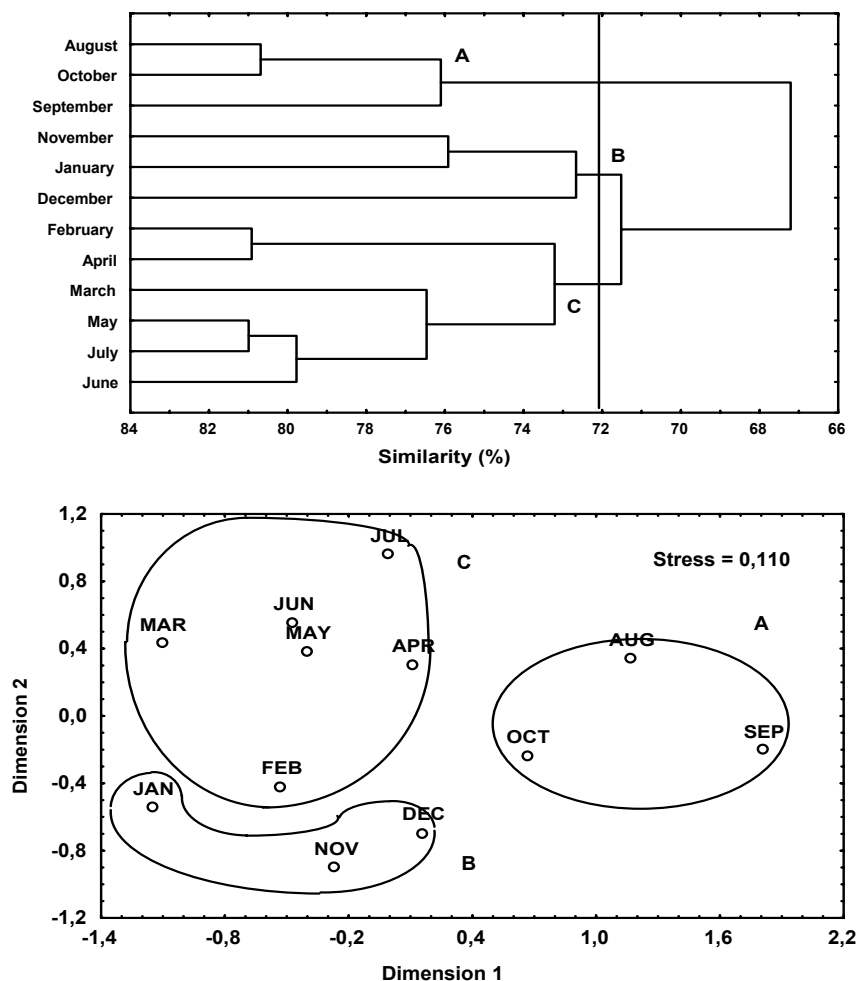 August
A
October
September
November
B
January
December
February
April
March
C
May
July
June
84 82 80 78 76 74 72 70 68 66
Similarity (%)
1,2
JUL
C
Stress = 0,110
0,8
JUN
MAR
MAY
APR
AUG
A
0,4
Dimension 2
0,0
OCT
SEP
FEB
-0,4
JAN
DEC
NOV
B
-0,8
-1,2
-1,4 -0,8 -0,2 0,4 1,0 1,6 2,2
Dimension 1